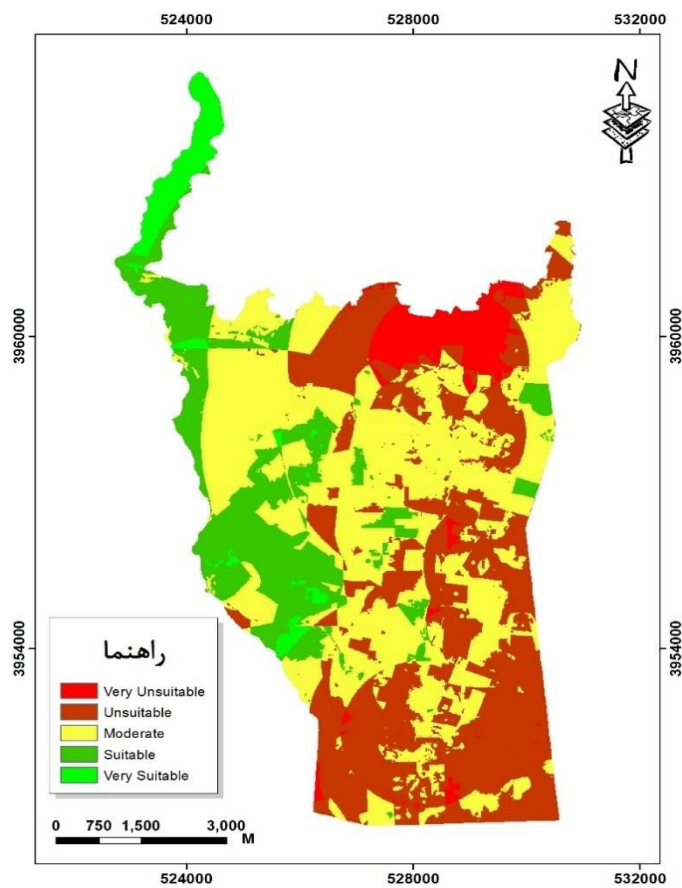 524000 528000 532000
N
3960000 3960000
3954000 3954000
راهنما
Very Unsuitable
Unsuitable
Moderate
Suitable
Very Suitable
0 750 1,500 3,000
M
524000 528000 532000